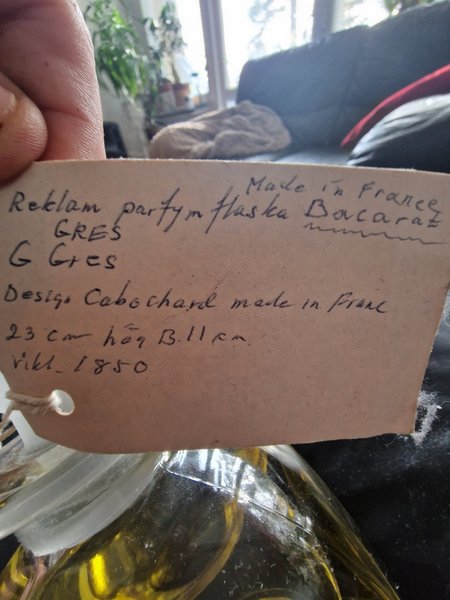 Made in France
Reklam parfym flaska Bacarat
GRES
G Gres
Design Cabochard made in Franc
23 cm hög B. 11 cm
vikt. 1850